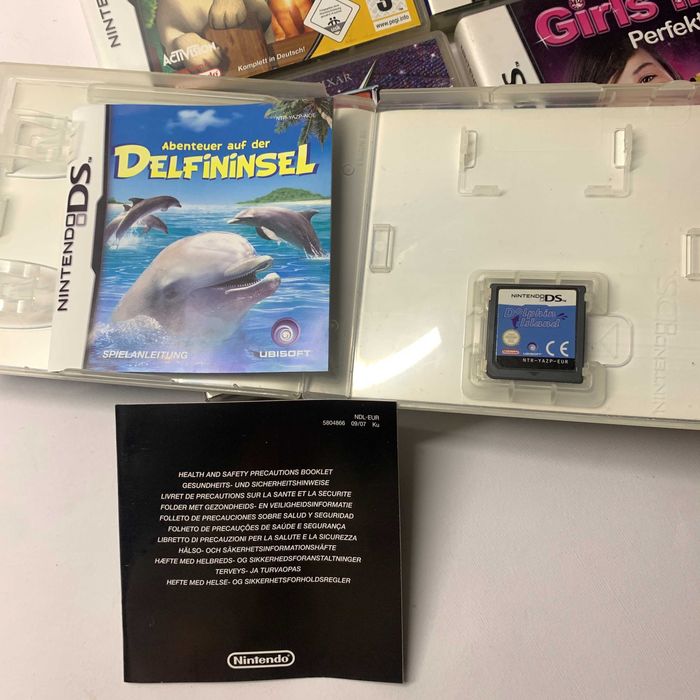 ACTIVISION
Komplett in Deutsch!
www.pegi.info
Girls
Perfek
NINTENDODS™
NTR-YAZP-NOE
Abenteuer auf der
DELFININSEL
SPIELANLEITUNG
UBISOFT
NINTENDODS™
Dolphin
Island
Nintendo
UBISOFT
CE
NTR-YAZP-EUR
NINTENDO
NDL-EUR
5804866 09/07 Ku
HEALTH AND SAFETY PRECAUTIONS BOOKLET
GESUNDHEITS- UND SICHERHEITSHINWEISE
LIVRET DE PRECAUTIONS SUR LA SANTE ET LA SECURITE
FOLDER MET GEZONDHEIDS- EN VEILIGHEIDSINFORMATIE
FOLLETO DE PRECAUCIONES SOBRE SALUD Y SEGURIDAD
FOLHETO DE PRECAUÇÕES DE SAÚDE E SEGURANÇA
LIBRETTO DI PRECAUZIONI PER LA SALUTE E LA SICUREZZA
HÄLSO- OCH SÄKERHETSINFORMATIONSHÄFTE
HÆFTE MED HELBREDS- OG SIKKERHEDSFORANSTALTNINGER
TERVEYS- JA TURVAOPAS
HEFTE MED HELSE- OG SIKKERHETSFORHOLDSREGLER
Nintendo